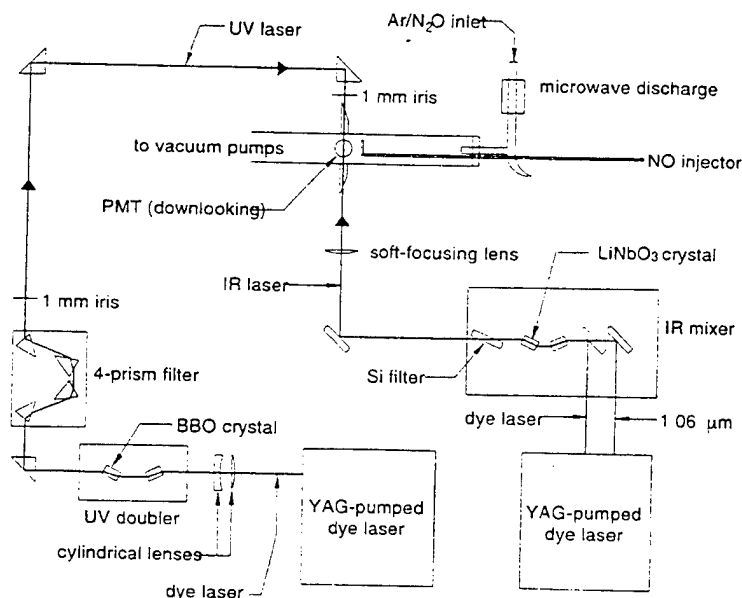 UV laser
Ar/N₂O inlet
1 mm iris
microwave discharge
to vacuum pumps
NO injector
PMT (downlooking)
soft-focusing lens
LiNbO₃ crystal
IR laser
1 mm iris
IR mixer
4-prism filter
Si filter
BBO crystal
dye laser
1 06 µm
UV doubler
YAG-pumped
dye laser
YAG-pumped
dye laser
cylindrical lenses
dye laser